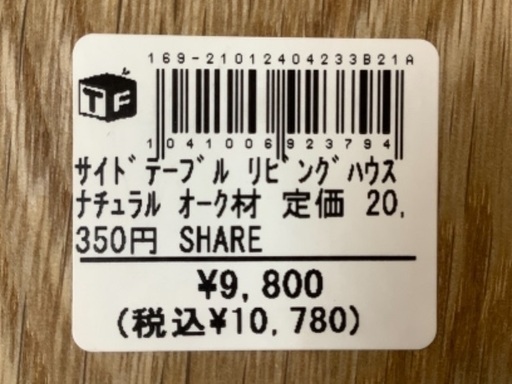 169-21012404233B21A
TF
1041006923794
ｻｲﾄﾞﾃｰﾌﾞﾙ ﾘﾋﾞﾝｸﾞﾊｳｽ
ﾅﾁｭﾗﾙ ｵｰｸ材 定価 20,
350円 SHARE
¥9,800
(税込¥10,780)